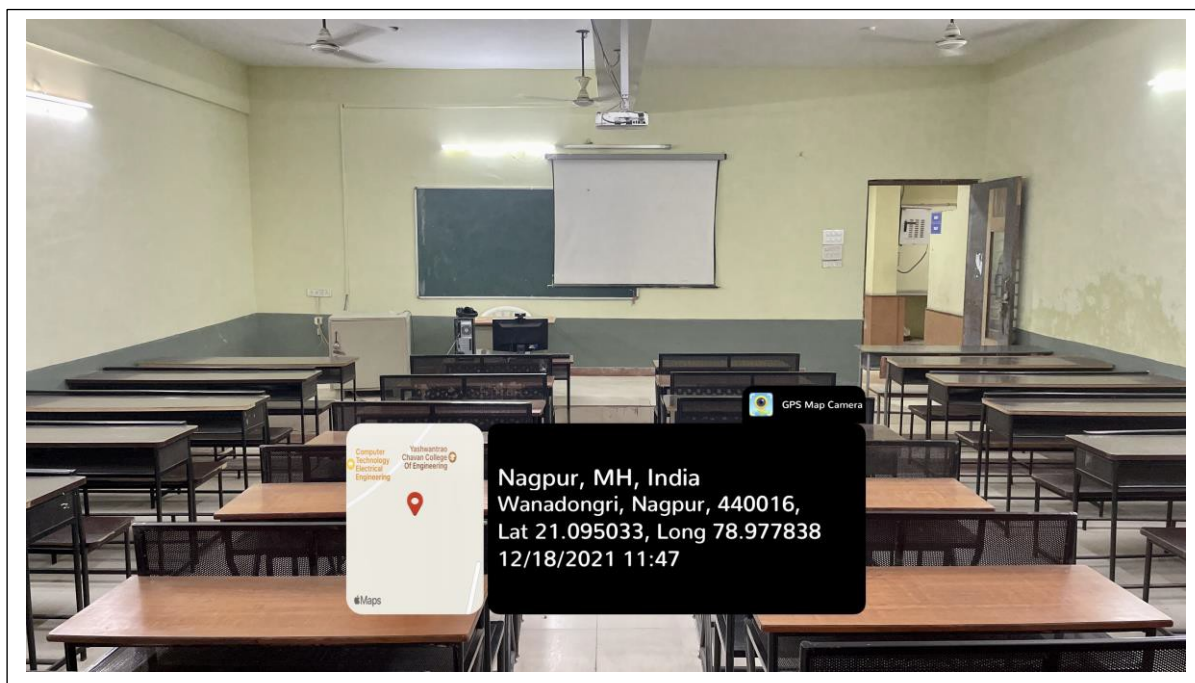 GPS Map Camera
Computer
Technology
Electrical
Engineering
Yashwantrao
Chavan College
Of Engineering
Maps
Nagpur, MH, India
Wanadongri, Nagpur, 440016,
Lat 21.095033, Long 78.977838
12/18/2021 11:47